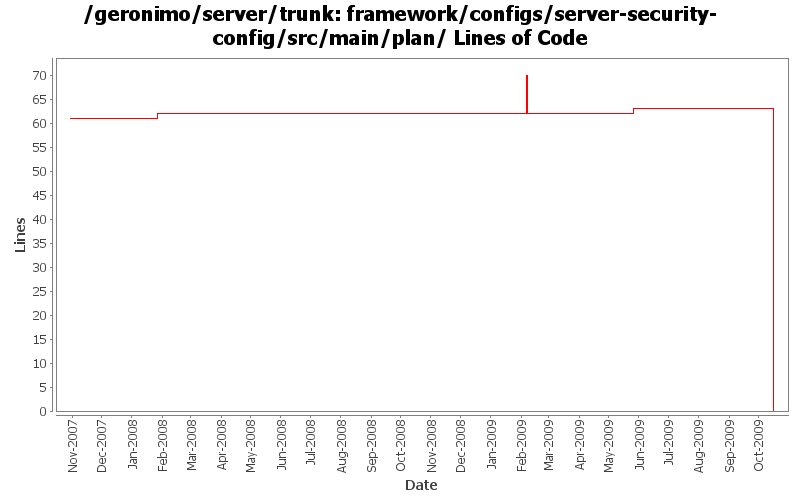 /geronimo/server/trunk: framework/configs/server-security-
config/src/main/plan/ Lines of Code
Lines
70
65
60
55
50
45
40
35
30
25
20
15
10
5
0
Nov-2007
Dec-2007
Jan-2008
Feb-2008
Mar-2008
Apr-2008
May-2008
Jun-2008
Jul-2008
Aug-2008
Sep-2008
Oct-2008
Nov-2008
Dec-2008
Jan-2009
Feb-2009
Mar-2009
Apr-2009
May-2009
Jun-2009
Jul-2009
Aug-2009
Sep-2009
Oct-2009
Date